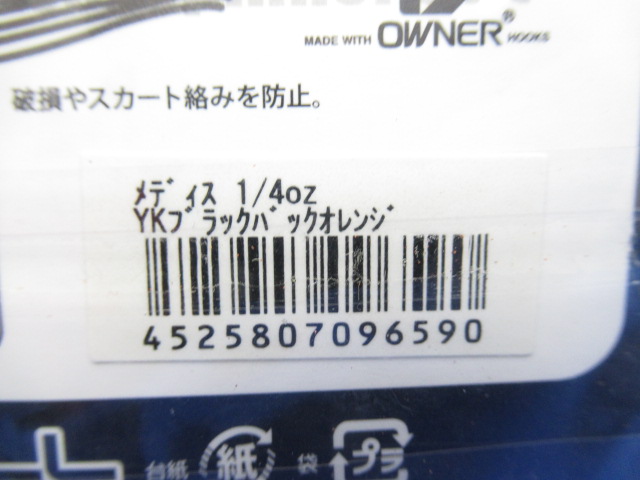 MADE WITH OWNER® HOOKS
破損やスカート絡みを防止。
ﾒﾃﾞｨｽ 1/4oz
YKﾌﾞﾗｯｸﾊﾞｯｸｵﾚﾝｼﾞ
4525807096590
台紙 紙 袋 プラ